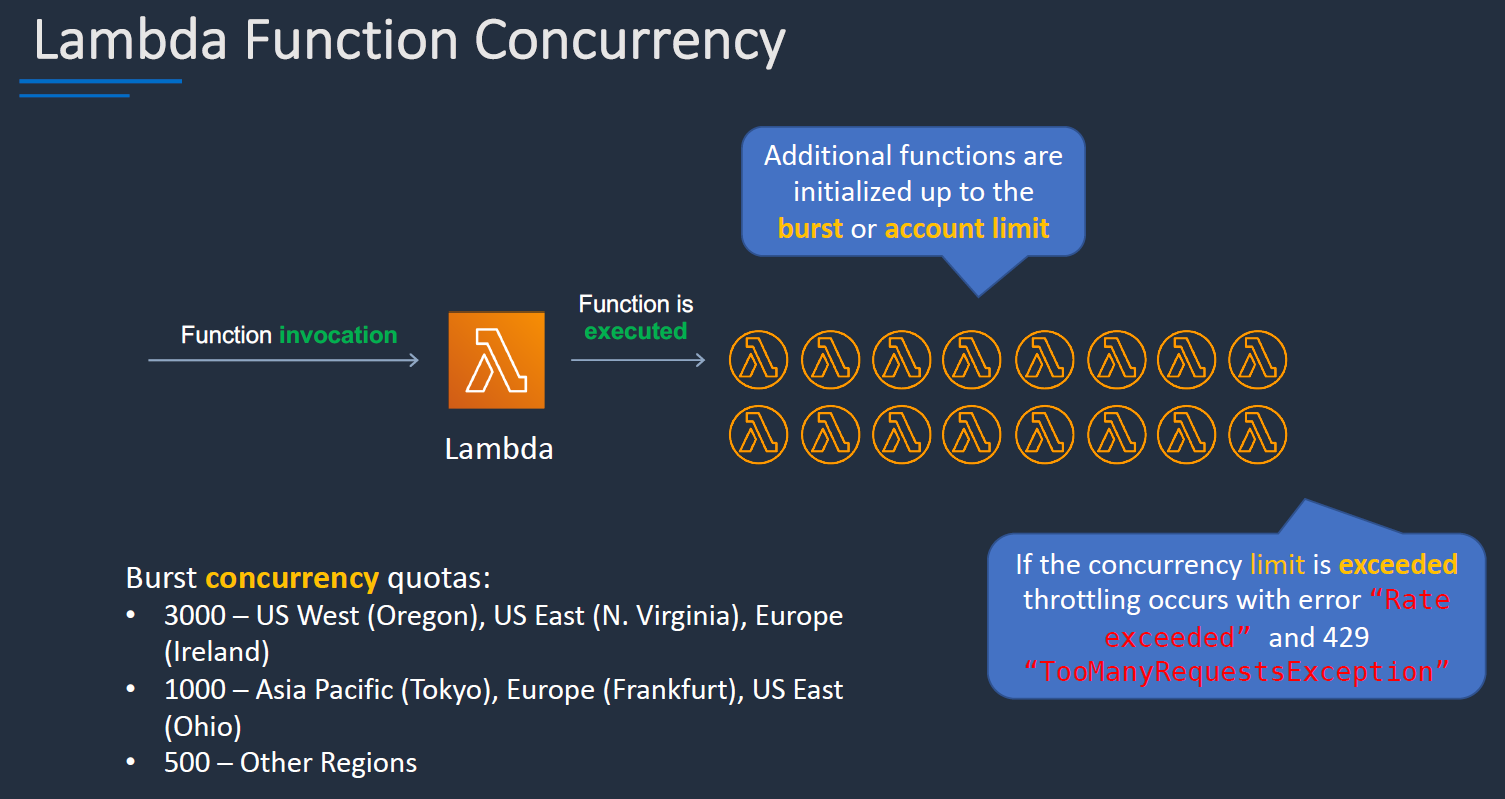 Lambda Function Concurrency
Additional functions are
initialized up to the
burst or account limit
Function invocation
Function is
executed
Lambda
Burst concurrency quotas:
• 3000 – US West (Oregon), US East (N. Virginia), Europe
(Ireland)
• 1000 – Asia Pacific (Tokyo), Europe (Frankfurt), US East
(Ohio)
• 500 – Other Regions
If the concurrency limit is exceeded
throttling occurs with error “Rate
exceeded” and 429
“TooManyRequestsException”